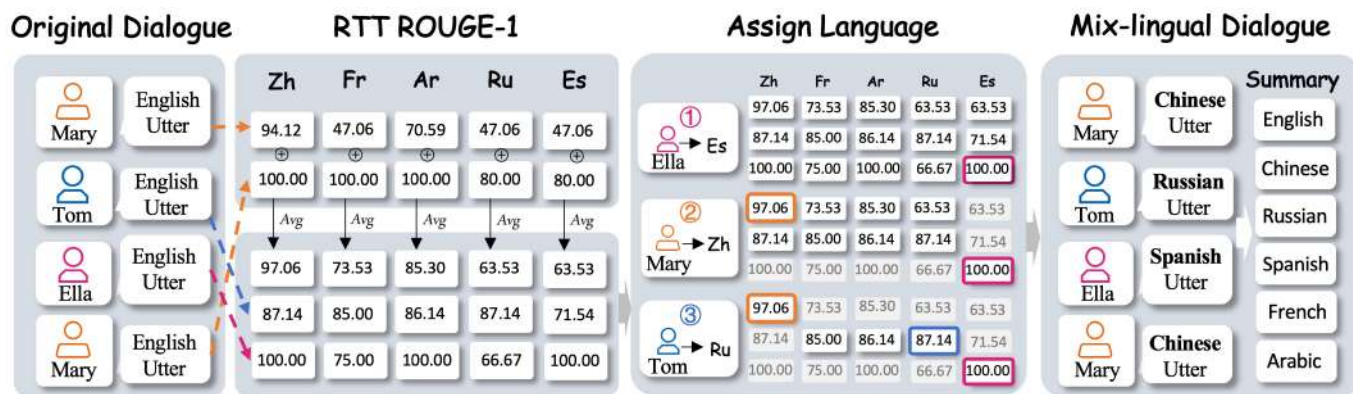 Original Dialogue
Mary
English
Utter
Tom
English
Utter
Ella
English
Utter
Mary
English
Utter
RTT ROUGE-1
Zh Fr Ar Ru Es
94.12 47.06 70.59 47.06 47.06
⊕ ⊕ ⊕ ⊕ ⊕
100.00 100.00 100.00 80.00 80.00
Avg Avg Avg Avg Avg
97.06 73.53 85.30 63.53 63.53
87.14 85.00 86.14 87.14 71.54
100.00 75.00 100.00 66.67 100.00
Assign Language
Zh Fr Ar Ru Es
①
Ella → Es
97.06 73.53 85.30 63.53 63.53
87.14 85.00 86.14 87.14 71.54
100.00 75.00 100.00 66.67 100.00
②
Mary → Zh
97.06 73.53 85.30 63.53 63.53
87.14 85.00 86.14 87.14 71.54
100.00 75.00 100.00 66.67 100.00
③
Tom → Ru
97.06 73.53 85.30 63.53 63.53
87.14 85.00 86.14 87.14 71.54
100.00 75.00 100.00 66.67 100.00
Mix-lingual Dialogue
Mary
Chinese
Utter
Tom
Russian
Utter
Ella
Spanish
Utter
Mary
Chinese
Utter
Summary
English
Chinese
Russian
Spanish
French
Arabic